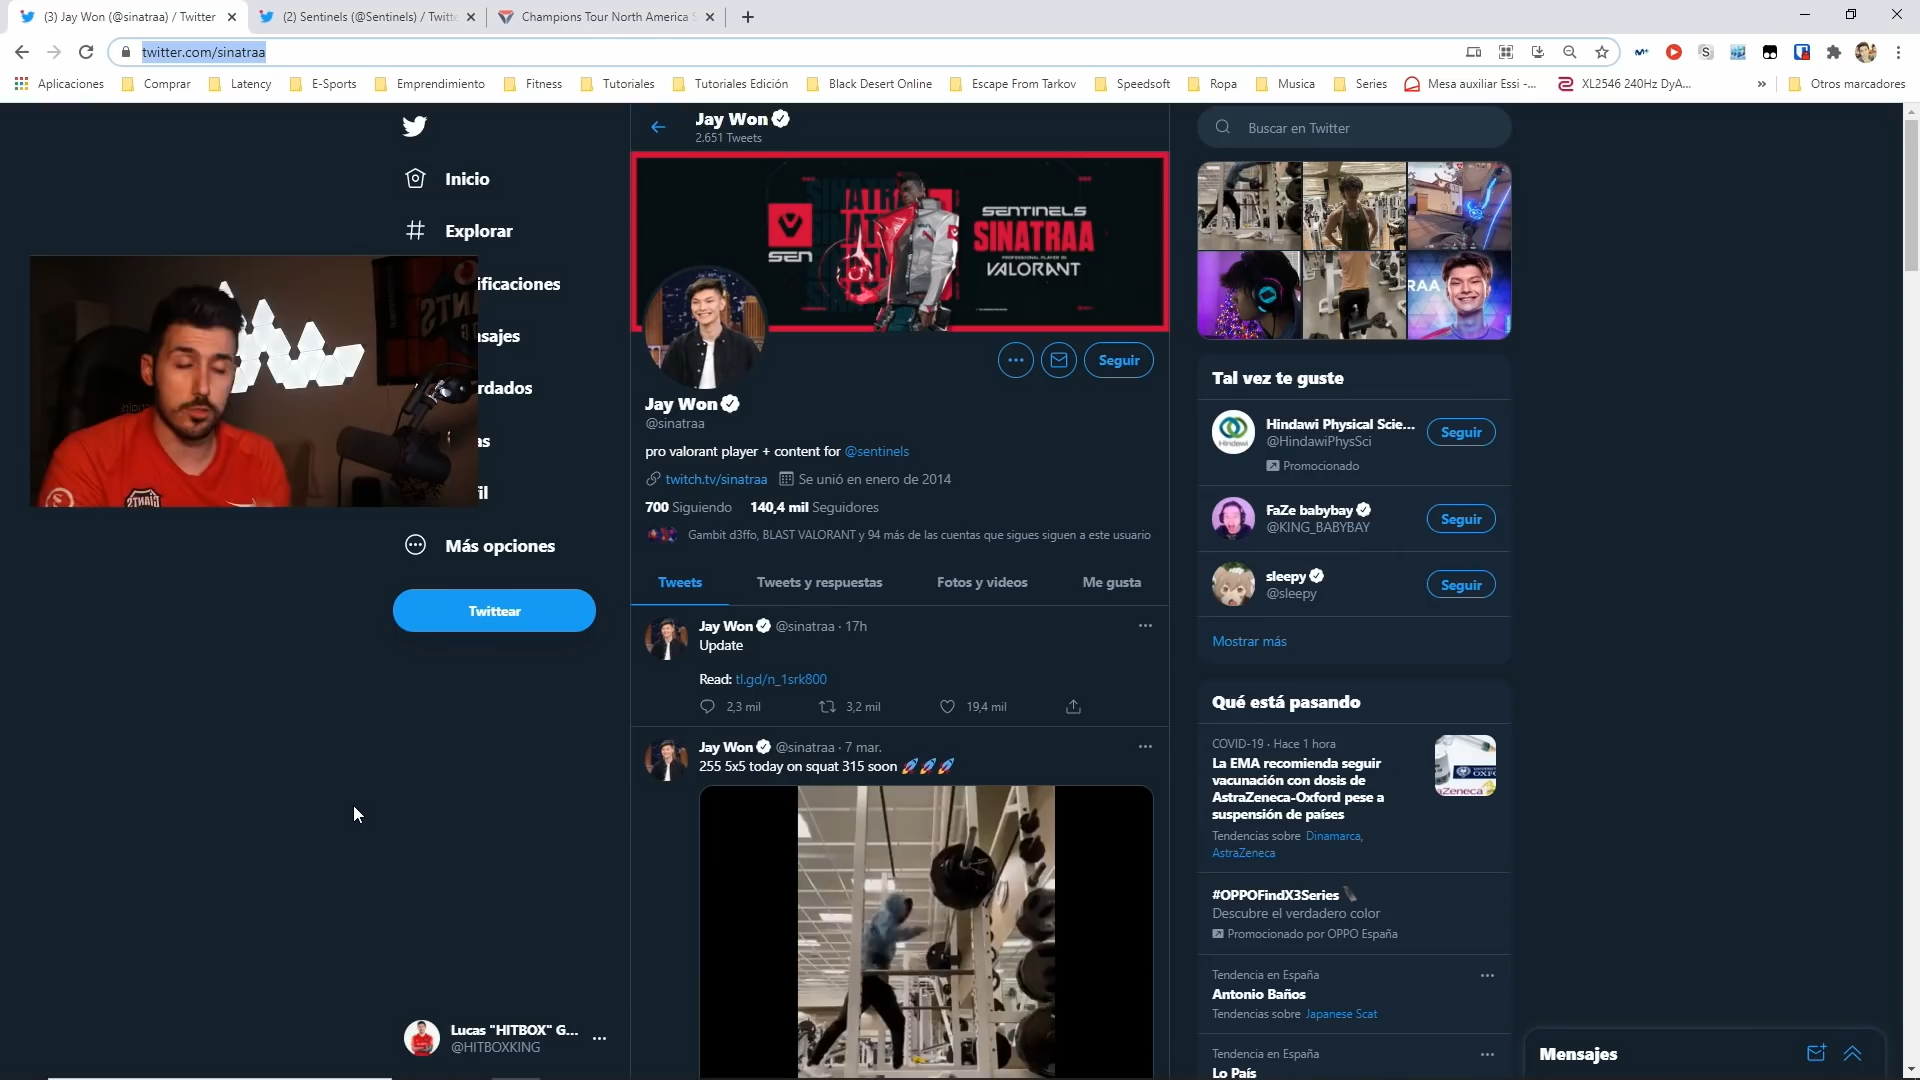 (3) Jay Won (@sinatraa) / Twitter
(2) Sentinels (@Sentinels) / Twitte
Champions Tour North America S
twitter.com/sinatraa
Aplicaciones
Comprar
Latency
E-Sports
Emprendimiento
Fitness
Tutoriales
Tutoriales Edición
Black Desert Online
Escape From Tarkov
Speedsoft
Ropa
Musica
Series
Mesa auxiliar Essi -...
XL2546 240Hz DyA...
»
Otros marcadores
Inicio
Explorar
ificaciones
sajes
rdados
as
il
Más opciones
Twittear
GIANTS
Lucas "HITBOX" G...
@HITBOXKING
Jay Won
2.651 Tweets
SEN
SENTINELS
SINATRAA
PROFESSIONAL PLAYER IN
VALORANT
Seguir
Jay Won
@sinatraa
pro valorant player + content for @sentinels
twitch.tv/sinatraa Se unió en enero de 2014
700 Siguiendo 140,4 mil Seguidores
Gambit d3ffo, BLAST VALORANT y 94 más de las cuentas que sigues siguen a este usuario
Tweets
Tweets y respuestas
Fotos y videos
Me gusta
Jay Won @sinatraa · 17h
Update
Read: tl.gd/n_1srk800
2,3 mil
3,2 mil
19,4 mil
Jay Won @sinatraa · 7 mar.
255 5x5 today on squat 315 soon 🚀🚀🚀
Buscar en Twitter
RAA
Tal vez te guste
Hindawi
Hindawi Physical Scie...
@HindawiPhysSci
Promocionado
Seguir
FaZe babybay
@KING_BABYBAY
Seguir
sleepy
@sleepy
Seguir
Mostrar más
Qué está pasando
COVID-19 · Hace 1 hora
La EMA recomienda seguir
vacunación con dosis de
AstraZeneca-Oxford pese a
suspensión de países
Tendencias sobre Dinamarca,
AstraZeneca
#OPPOFindX3Series
Descubre el verdadero color
Promocionado por OPPO España
Tendencia en España
Antonio Baños
Tendencias sobre Japanese Scat
Tendencia en España
Lo País
Mensajes